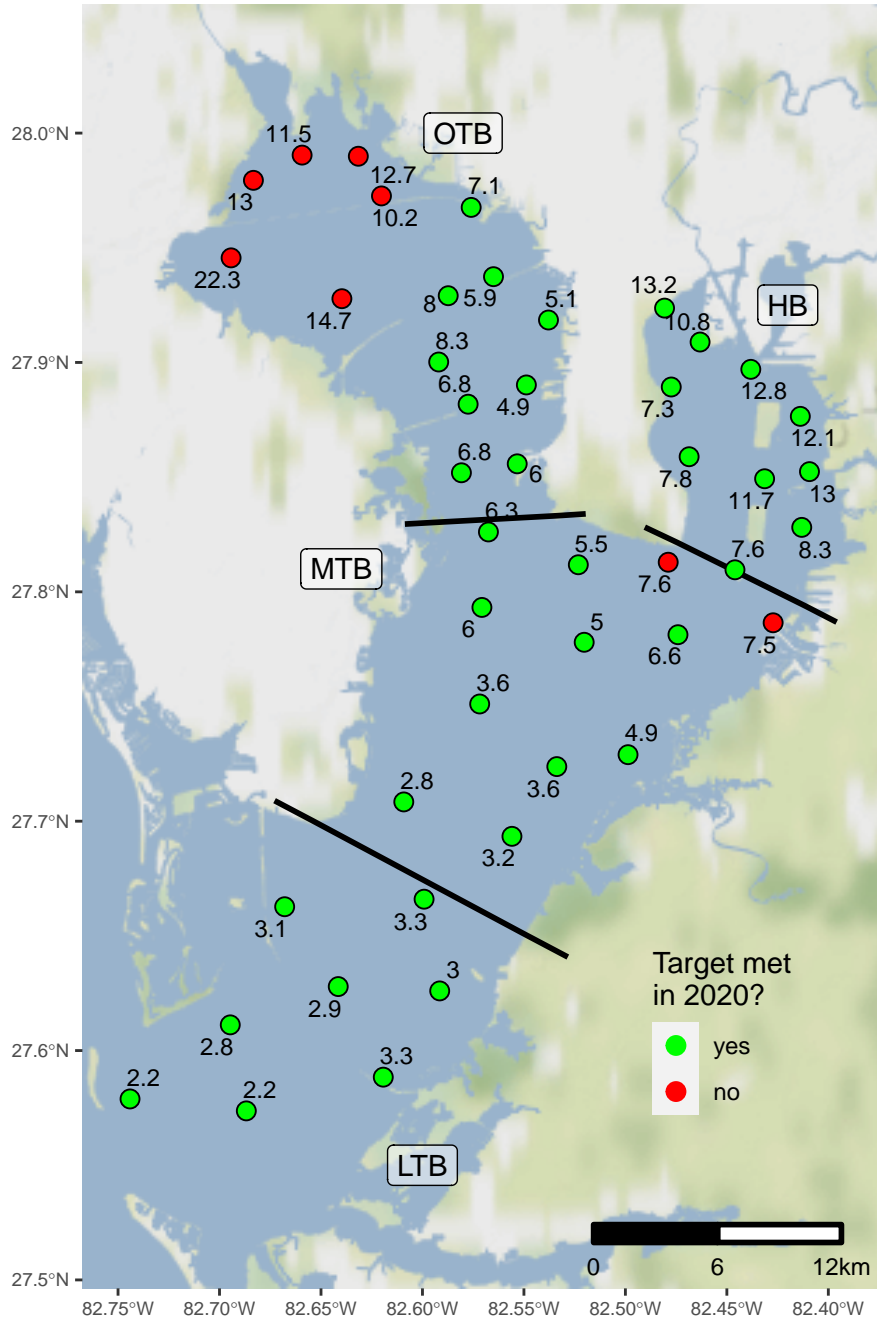 28.0°N
27.9°N
27.8°N
27.7°N
27.6°N
27.5°N
OTB
11.5
12.7
7.1
13
10.2
22.3
14.7
8
5.9
5.1
13.2
HB
10.8
8.3
6.8
4.9
7.3
12.8
12.1
6.8
6
7.8
11.7
13
6.3
8.3
MTB
5.5
7.6
7.6
6
5
6.6
7.5
3.6
4.9
2.8
3.6
3.2
3.1
3.3
2.9
3
2.8
3.3
2.2
2.2
LTB
Target met
in 2020?
yes
no
0 6 12km
82.75°W 82.70°W 82.65°W 82.60°W 82.55°W 82.50°W 82.45°W 82.40°W